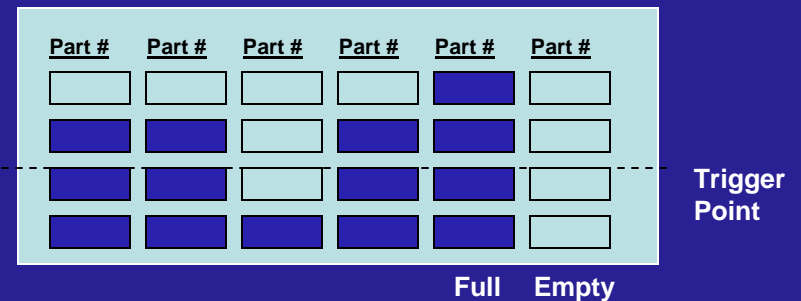 Part # Part # Part # Part # Part # Part #
Trigger
Point
Full Empty